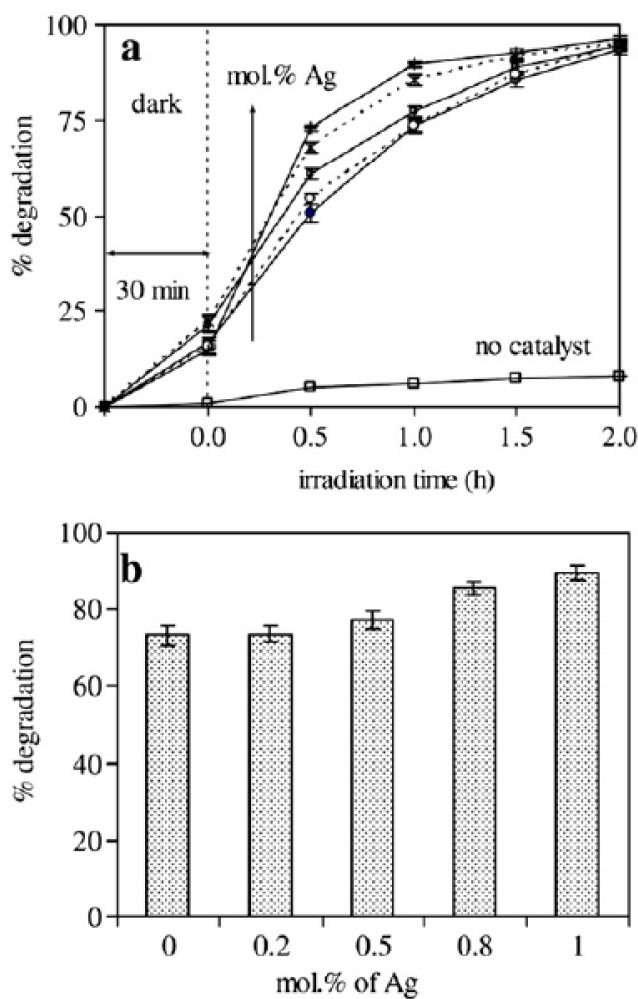 a
100
mol.% Ag
dark
75
% degradation
50
30 min
25
no catalyst
0
0.0 0.5 1.0 1.5 2.0
irradiation time (h)
b
100
80
% degradation
60
40
20
0
0 0.2 0.5 0.8 1
mol.% of Ag